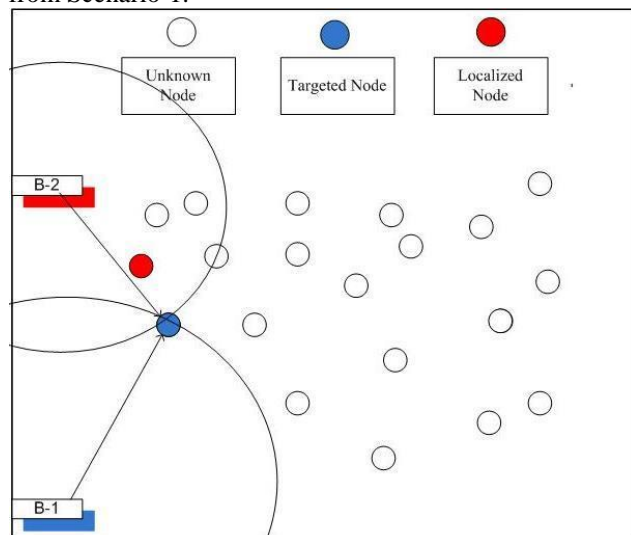 from Scenario-1.
Unknown
Node
Targeted Node
Localized
Node
B-2
B-1